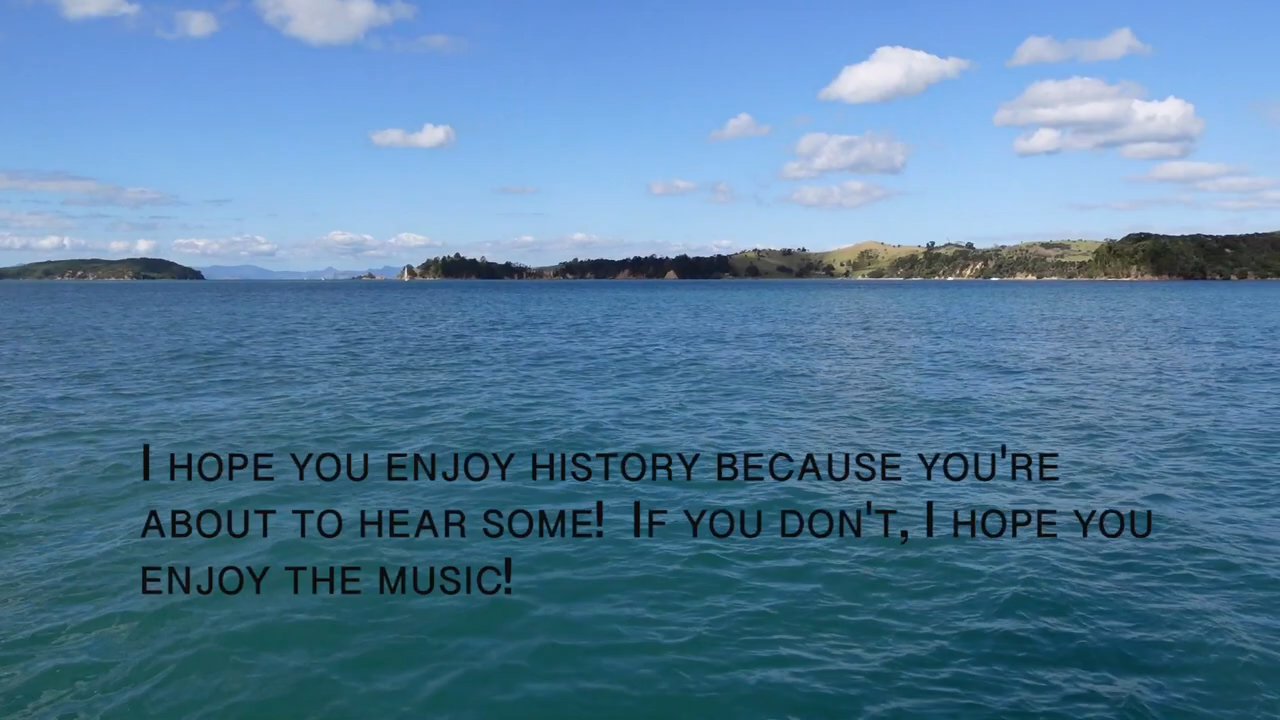 I HOPE YOU ENJOY HISTORY BECAUSE YOU'RE
ABOUT TO HEAR SOME!  IF YOU DON'T, I HOPE YOU
ENJOY THE MUSIC!